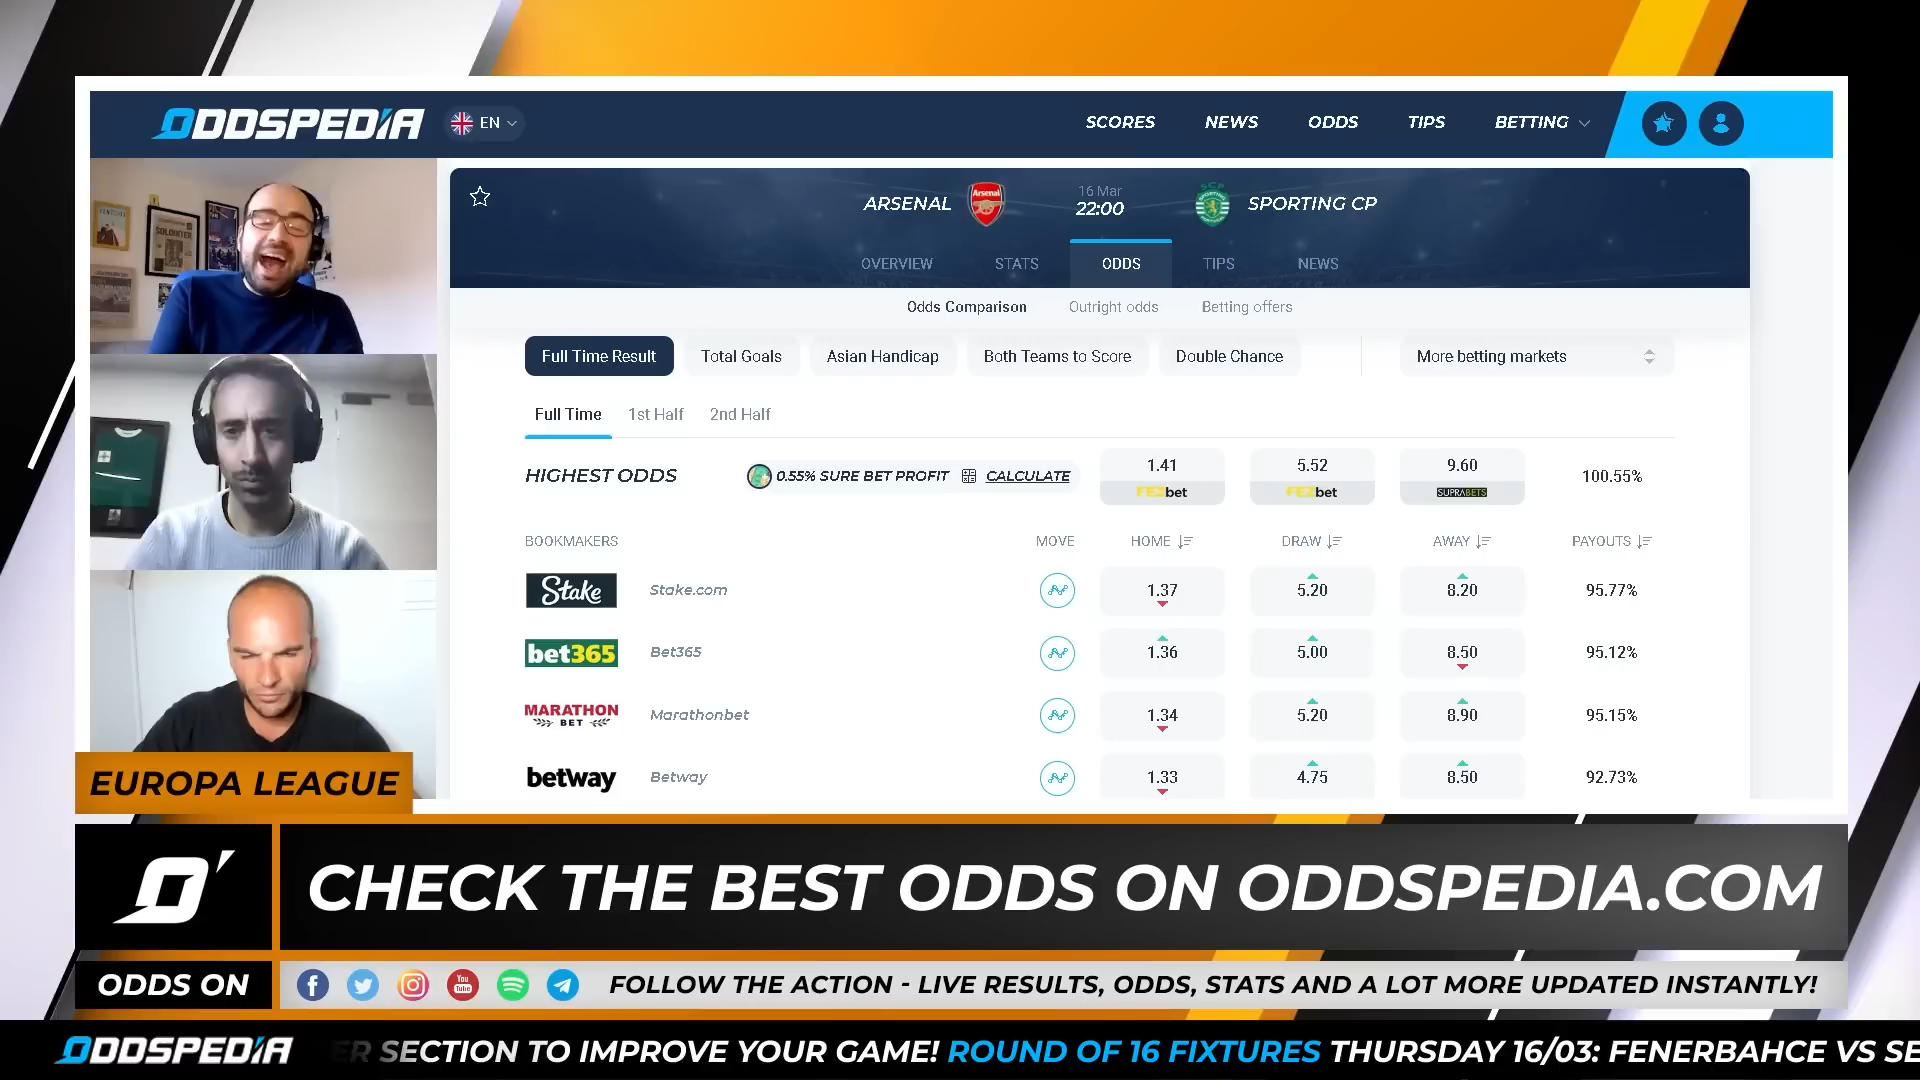 ODDSPEDIA EN SCORES NEWS ODDS TIPS BETTING
ARSENAL Arsenal 16 Mar 22:00 SCP SPORTING CP
OVERVIEW STATS ODDS TIPS NEWS
Odds Comparison Outright odds Betting offers
Full Time Result Total Goals Asian Handicap Both Teams to Score Double Chance More betting markets
Full Time 1st Half 2nd Half
HIGHEST ODDS 0.55% SURE BET PROFIT CALCULATE 1.41 5.52 9.60 100.55%
FEZbet FEZbet SUPRABETS
BOOKMAKERS MOVE HOME DRAW AWAY PAYOUTS
Stake Stake.com 1.37 5.20 8.20 95.77%
bet365 Bet365 1.36 5.00 8.50 95.12%
MARATHON BET Marathonbet 1.34 5.20 8.90 95.15%
betway Betway 1.33 4.75 8.50 92.73%
EUROPA LEAGUE
O' CHECK THE BEST ODDS ON ODDSPEDIA.COM
ODDS ON FOLLOW THE ACTION - LIVE RESULTS, ODDS, STATS AND A LOT MORE UPDATED INSTANTLY!
ODDSPEDIA ER SECTION TO IMPROVE YOUR GAME! ROUND OF 16 FIXTURES THURSDAY 16/03: FENERBAHCE VS SE